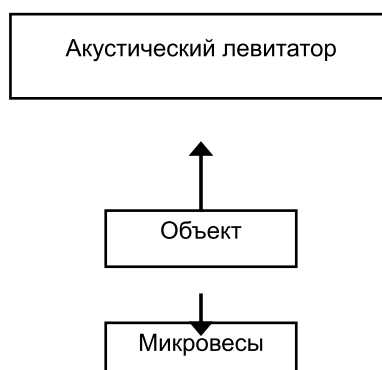 Акустический левитатор
Объект
Микровесы